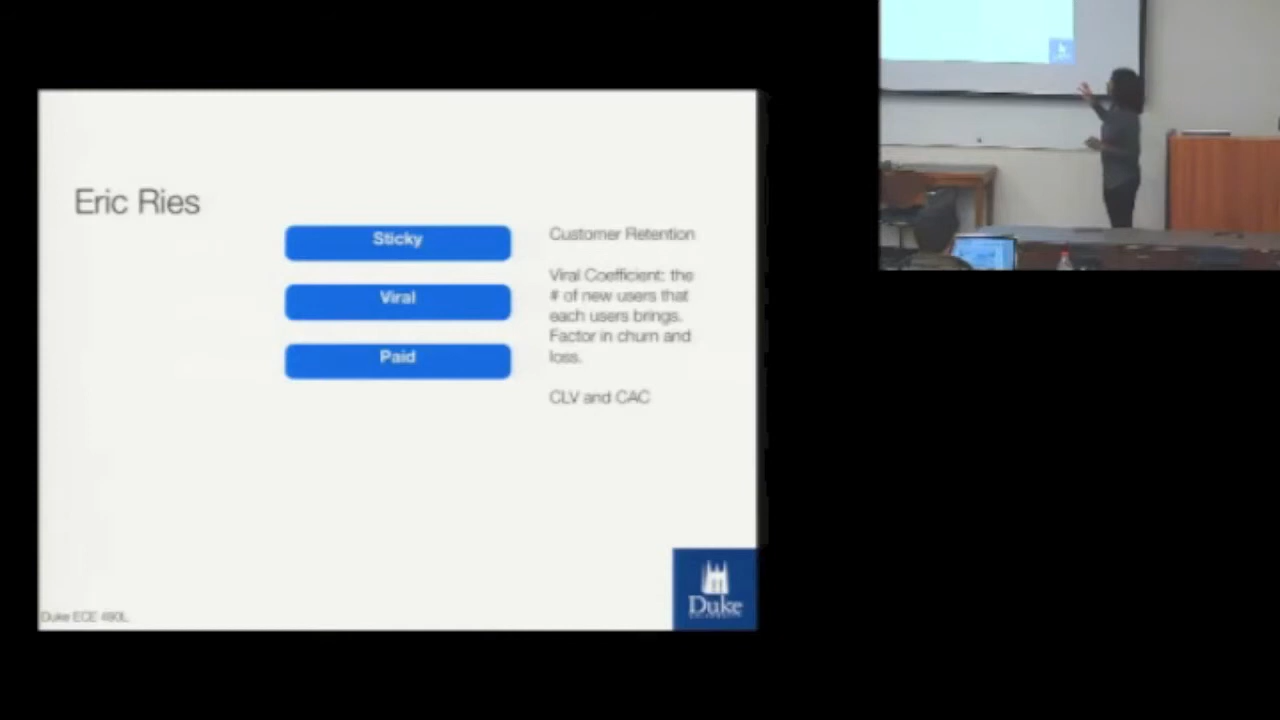 Eric Ries
Sticky
Viral
Paid
Customer Retention
Viral Coefficient: the
# of new users that
each users brings.
Factor in churn and
loss.
CLV and CAC
Duke ECE 490L
Duke